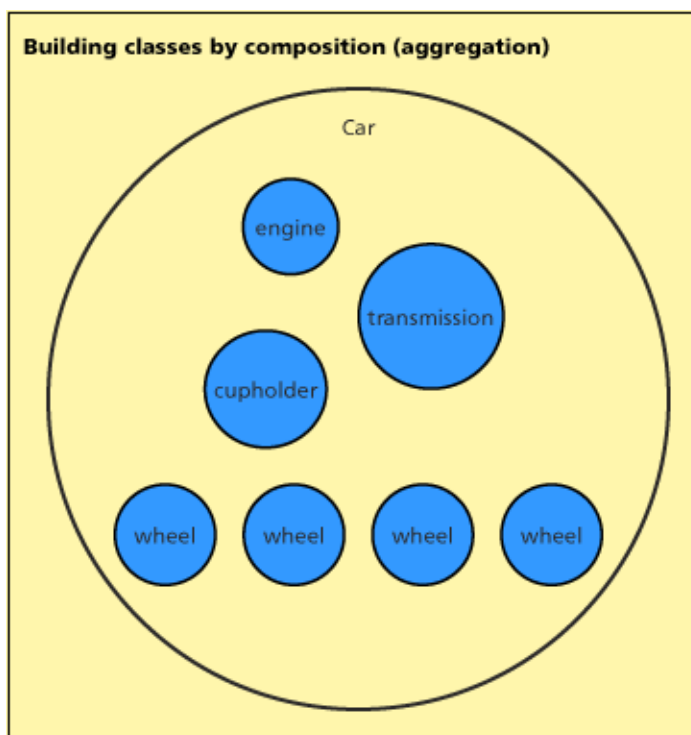 Building classes by composition (aggregation)
Car
engine
transmission
cupholder
wheel wheel wheel wheel